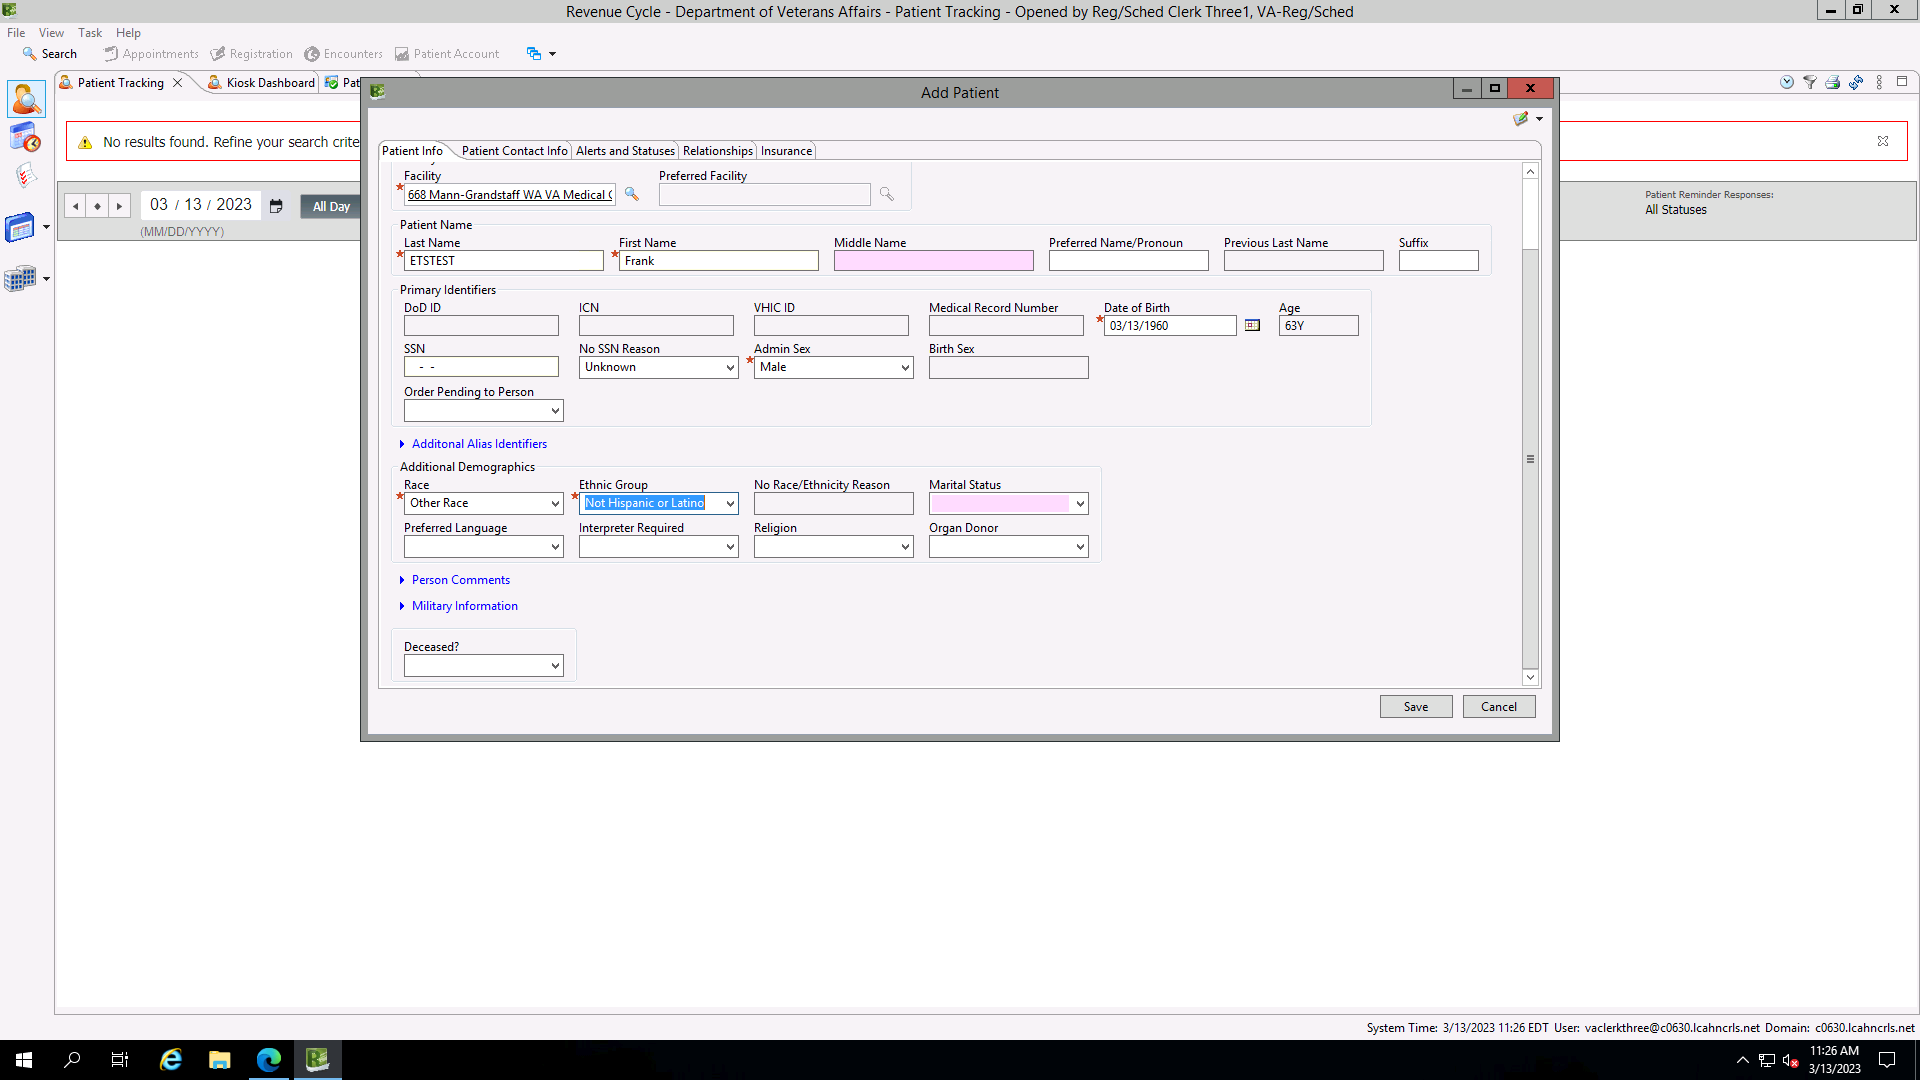 Revenue Cycle - Department of Veterans Affairs - Patient Tracking - Opened by Reg/Sched Clerk Three1, VA-Reg/Sched
File View Task Help
Search Appointments Registration Encounters Patient Account
Patient Tracking Kiosk Dashboard Pat
Add Patient
No results found. Refine your search crite
Patient Info Patient Contact Info Alerts and Statuses Relationships Insurance
Facility Preferred Facility
668 Mann-Grandstaff WA VA Medical C
03 / 13 / 2023 All Day
(MM/DD/YYYY)
Patient Reminder Responses:
All Statuses
Patient Name
Last Name First Name Middle Name Preferred Name/Pronoun Previous Last Name Suffix
ETSTEST Frank
Primary Identifiers
DoD ID ICN VHIC ID Medical Record Number Date of Birth Age
03/13/1960 63Y
SSN No SSN Reason Admin Sex Birth Sex
- - Unknown Male
Order Pending to Person
Additonal Alias Identifiers
Additional Demographics
Race Ethnic Group No Race/Ethnicity Reason Marital Status
Other Race Not Hispanic or Latino
Preferred Language Interpreter Required Religion Organ Donor
Person Comments
Military Information
Deceased?
Save Cancel
System Time: 3/13/2023 11:26 EDT User: vaclerkthree@c0630.lcahncrls.net Domain: c0630.lcahncrls.net
11:26 AM
3/13/2023